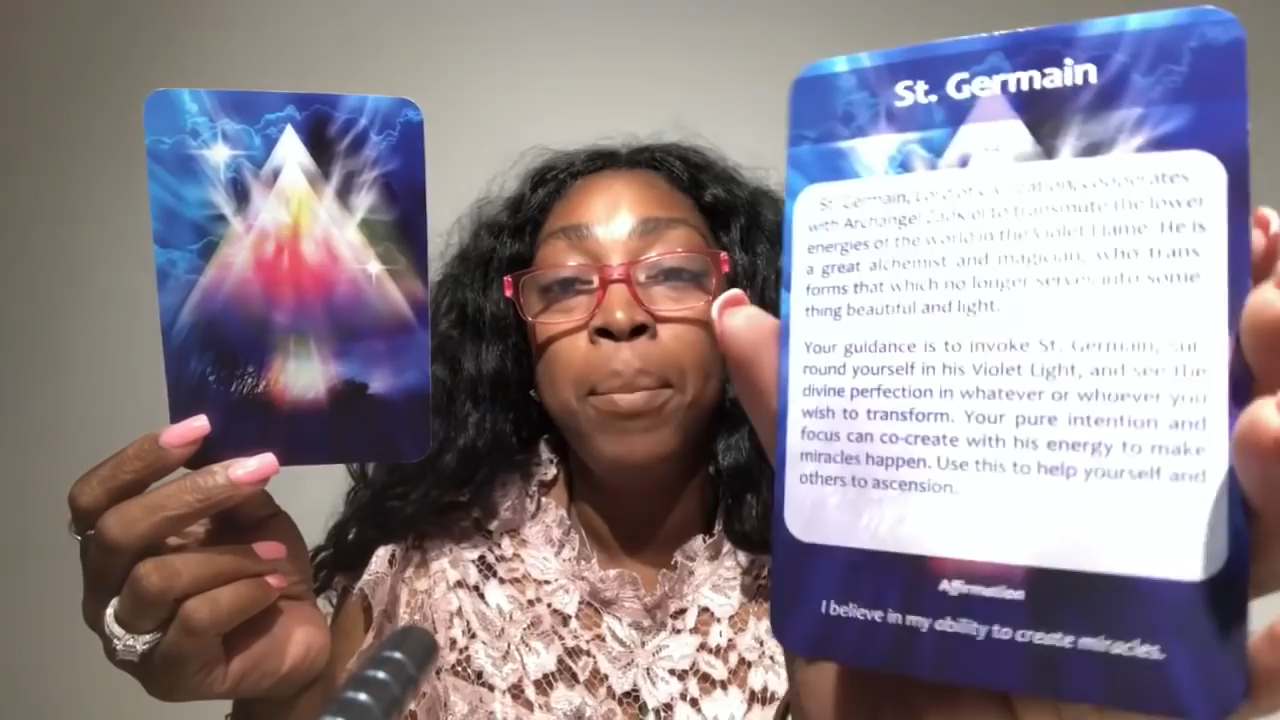 St. Germain
St. Germain, Lord of Civilization, cooperates
with Archangel Zadkiel to transmute the lower
energies of the world in the Violet Flame. He is
a great alchemist and magician, who trans
forms that which no longer serves into some
thing beautiful and light.
Your guidance is to invoke St. Germain, sur
round yourself in his Violet Light, and see the
divine perfection in whatever or whoever you
wish to transform. Your pure intention and
focus can co-create with his energy to make
miracles happen. Use this to help yourself and
others to ascension.
Affirmation
I believe in my ability to create miracles.